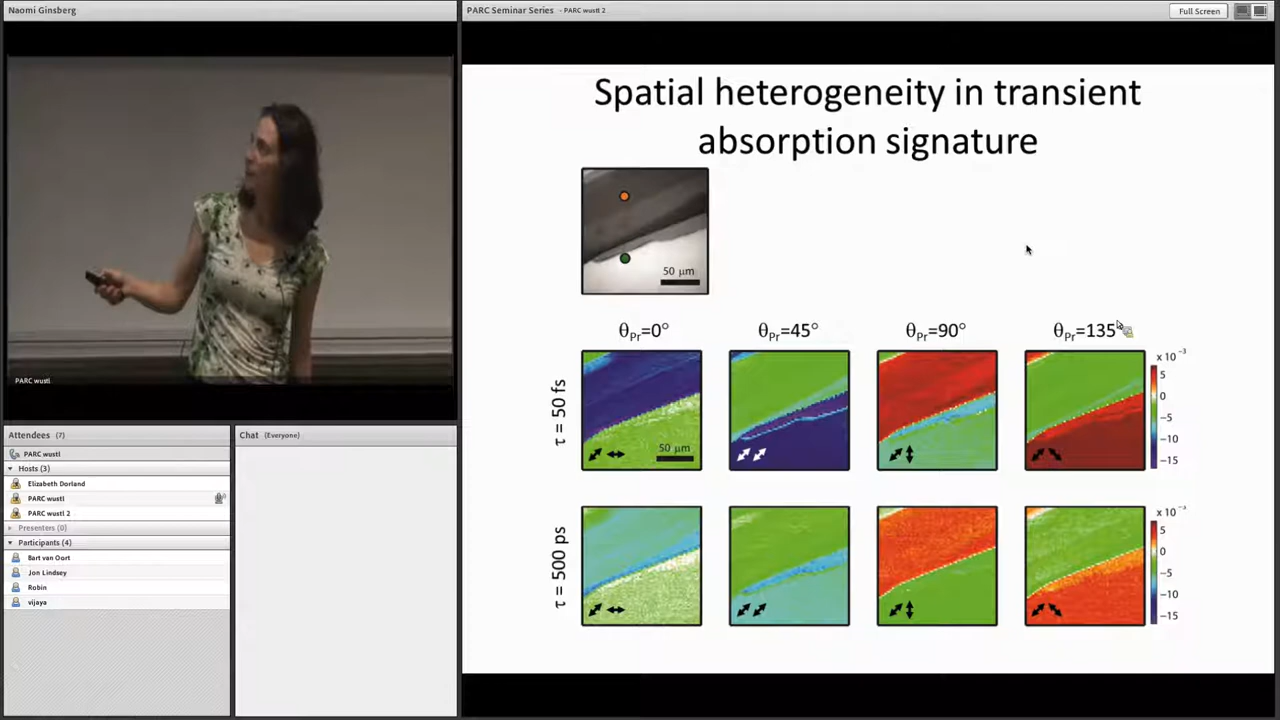 Naomi Ginsberg
PARC Seminar Series - PARC wustl 2
Full Screen
Spatial heterogeneity in transient
absorption signature
50 μm
θPr=0°
θPr=45°
θPr=90°
θPr=135°
τ = 50 fs
50 μm
x 10⁻³
5
0
−5
−10
−15
τ = 500 ps
x 10⁻³
5
0
−5
−10
−15
PARC wustl
Attendees (7)
PARC wustl
Hosts (3)
Elizabeth Dorland
PARC wustl
PARC wustl 2
Presenters (0)
Participants (4)
Bart van Oort
Jon Lindsey
Robin
vijaya
Chat (Everyone)